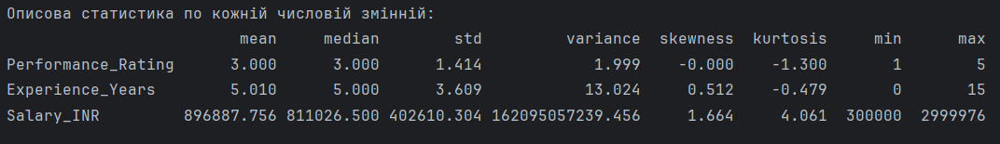 Описова статистика по кожній числовій змінній:
mean median std variance skewness kurtosis min max
Performance_Rating 3.000 3.000 1.414 1.999 -0.000 -1.300 1 5
Experience_Years 5.010 5.000 3.609 13.024 0.512 -0.479 0 15
Salary_INR 896887.756 811026.500 402610.304 162095057239.456 1.664 4.061 300000 2999976